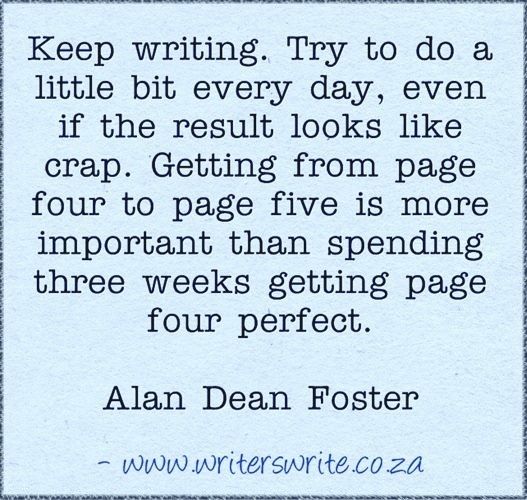 Keep writing. Try to do a
little bit every day, even
if the result looks like
crap. Getting from page
four to page five is more
important than spending
three weeks getting page
four perfect.
Alan Dean Foster
- www.writerswrite.co.za